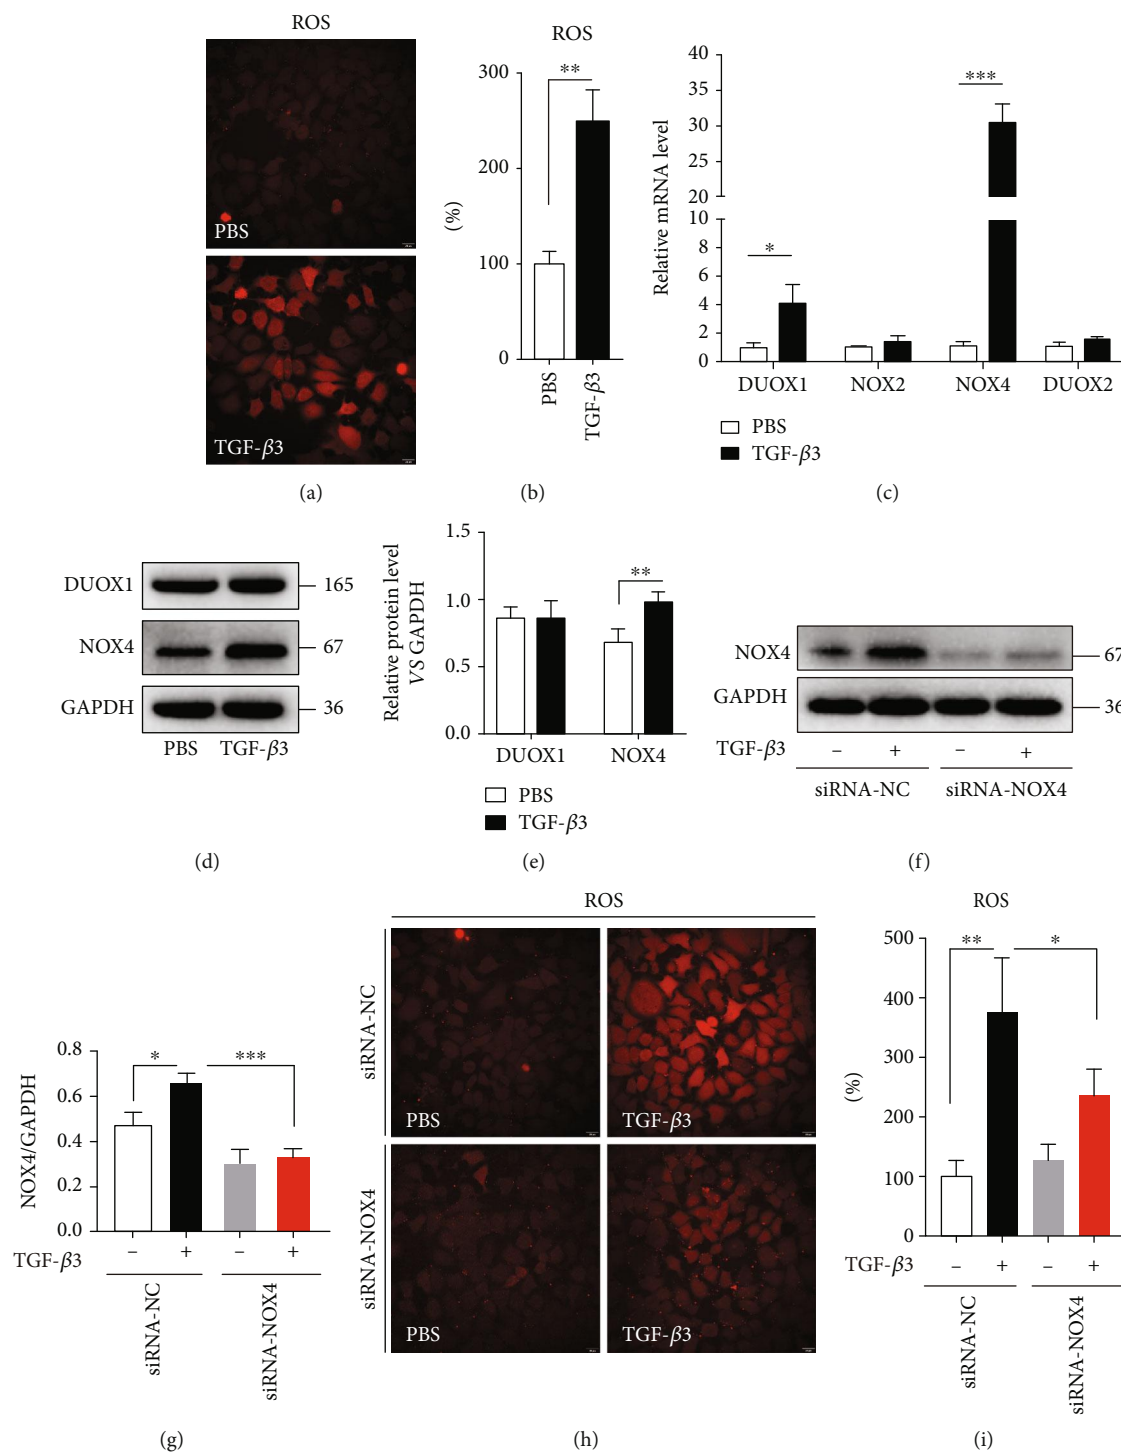 ROS
PBS
TGF-β3
(a)
ROS
**
300
200
100
0
(%)
PBS
TGF-β3
(b)
Relative mRNA level
40
35
30
25
20
10
8
6
4
2
0
*
***
DUOX1 NOX2 NOX4 DUOX2
PBS
TGF-β3
(c)
DUOX1 165
NOX4 67
GAPDH 36
PBS TGF-β3
(d)
Relative protein level
VS GAPDH
1.5
1.0
0.5
0.0
**
DUOX1 NOX4
PBS
TGF-β3
(e)
NOX4 67
GAPDH 36
TGF-β3 – + – +
siRNA-NC siRNA-NOX4
(f)
NOX4/GAPDH
0.8
0.6
0.4
0.2
0.0
* ***
TGF-β3 – + – +
siRNA-NC
siRNA-NOX4
(g)
ROS
siRNA-NC
PBS TGF-β3
siRNA-NOX4
PBS TGF-β3
(h)
ROS
(%)
500
400
300
200
100
0
** *
TGF-β3 – + – +
siRNA-NC
siRNA-NOX4
(i)